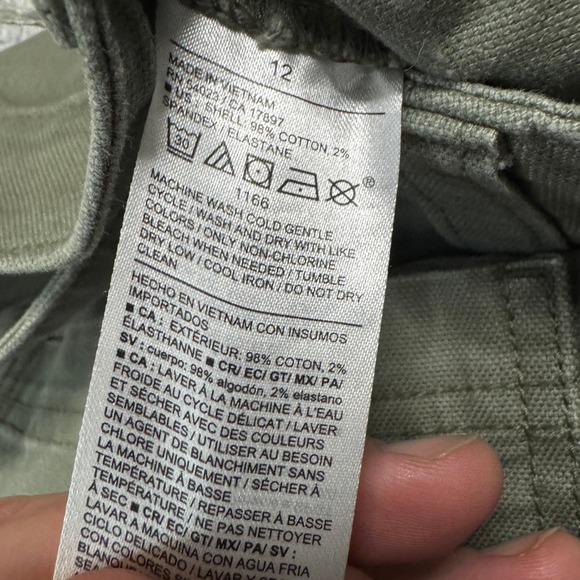 12
MADE IN VIETNAM
RN 54023 / CA 17897
■ US : SHELL: 98% COTTON, 2%
SPANDEX / ELASTANE
30
®
1166
MACHINE WASH COLD GENTLE
CYCLE / WASH AND DRY WITH LIKE
COLORS / ONLY NON-CHLORINE
BLEACH WHEN NEEDED / TUMBLE
DRY LOW / COOL IRON / DO NOT DRY
CLEAN
HECHO EN VIETNAM CON INSUMOS
IMPORTADOS
■ CA : EXTÉRIEUR: 98% COTON, 2%
ÉLASTHANNE ■ CR/ EC/ GT/ MX/ PA/
SV : cuerpo: 98% algodón, 2% elastano
■ CA : LAVER À LA MACHINE À L'EAU
FROIDE AU CYCLE DÉLICAT / LAVER
ET SÉCHER AVEC DES COULEURS
SEMBLABLES / UTILISER AU BESOIN
UN AGENT DE BLANCHIMENT SANS
CHLORE UNIQUEMENT / SÉCHER À
LA MACHINE À BASSE
TEMPÉRATURE / REPASSER À BASSE
TEMPÉRATURE / NE PAS NETTOYER
À SEC ■ CR/ EC/ GT/ MX/ PA/ SV :
LAVAR A MAQUINA CON AGUA FRIA
CICLO DELICADO / LAVAR Y
CON COLORES